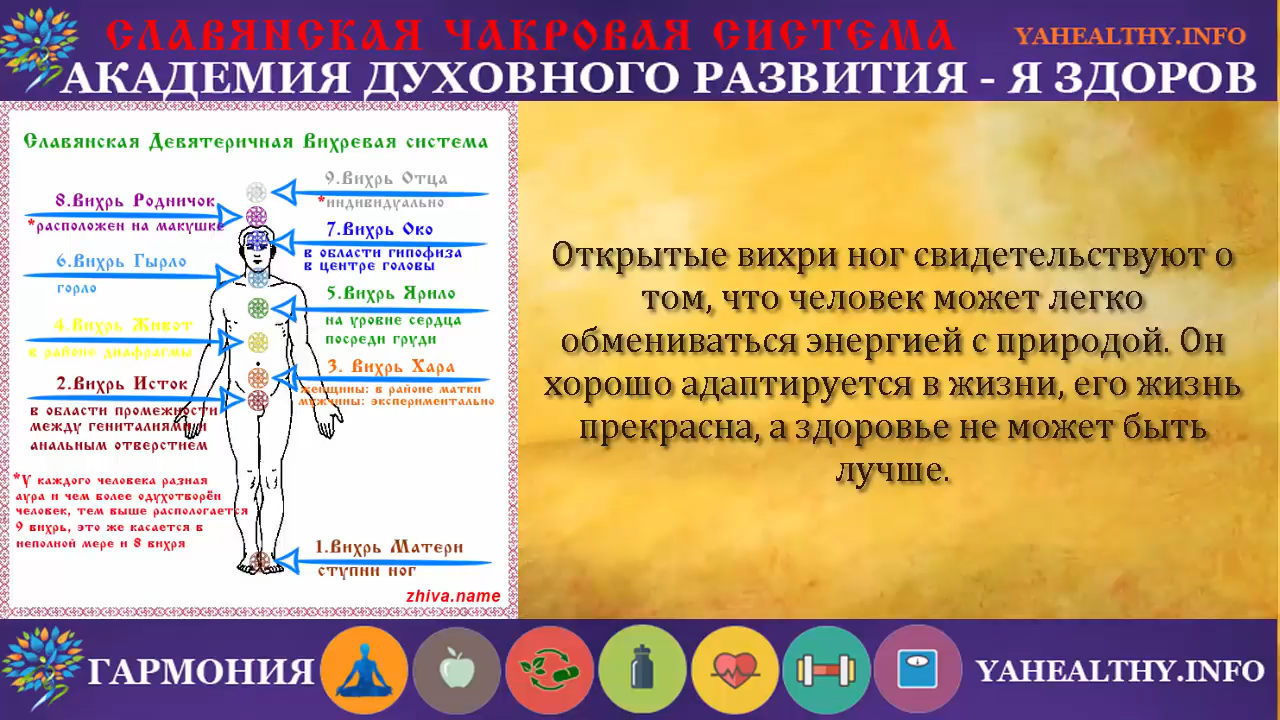 СЛАВЯНСКАЯ ЧАКРОВАЯ СИСТЕМА
YAHEALTHY.INFO
АКАДЕМИЯ ДУХОВНОГО РАЗВИТИЯ - Я ЗДОРОВ
Славянская Девятеричная Вихревая система
9.Вихрь Отца
*индивидуально
8.Вихрь Родничок
*расположен на макушке
7.Вихрь Око
в области гипофиза
в центре головы
6.Вихрь Гырло
горло
5.Вихрь Ярило
на уровне сердца
посреди груди
4.Вихрь Живот
в районе диафрагмы
3. Вихрь Хара
женщины: в районе матки
мужчины: экспериментально
2.Вихрь Исток
в области промежности
между гениталиями и
анальным отверстием
*У каждого человека разная
аура и чем более одухотворён
человек, тем выше распологается
9 вихрь, это же касается в
неполной мере и 8 вихря
1.Вихрь Матери
ступни ног
zhiva.name
Открытые вихри ног свидетельствуют о
том, что человек может легко
обмениваться энергией с природой. Он
хорошо адаптируется в жизни, его жизнь
прекрасна, а здоровье не может быть
лучше.
ГАРМОНИЯ
YAHEALTHY.INFO